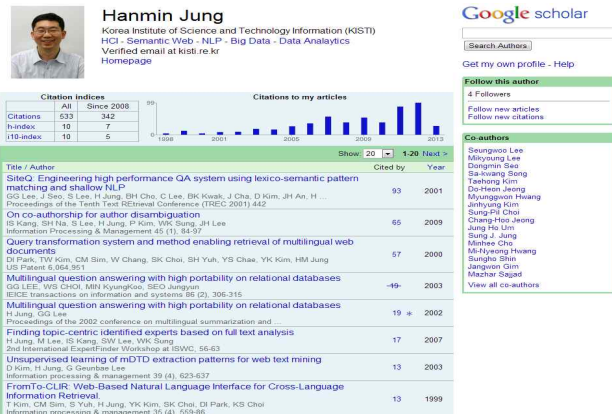 Hanmin Jung
Korea Institute of Science and Technology Information (KISTI)
HCI - Semantic Web - NLP - Big Data - Data Analaytics
Verified email at kisti.re.kr
Homepage
Google scholar
Search Authors
Get my own profile - Help
Citation indices
All Since 2008
Citations 533 342
h-index 10 7
i10-index 10 5
Citations to my articles
99
0
1998 2001 2005 2009 2013
Follow this author
4 Followers
Follow new articles
Follow new citations
Co-authors
Seungwoo Lee
Mikyoung Lee
Dongmin Seo
Sa-kwang Song
Taehong Kim
Do-Heon Jeong
Myunggwon Hwang
Jinhyung Kim
Sung-Pil Choi
Chang-Hoo Jeong
Jung Ho Um
Sung J. Jung
Minhee Cho
Mi-Nyeong Hwang
Sungho Shin
Jangwon Gim
Mazhar Sajjad
View all co-authors
Show: 20 1-20 Next >
Title / Author Cited by Year
SiteQ: Engineering high performance QA system using lexico-semantic pattern
matching and shallow NLP 93 2001
GG Lee, J Seo, S Lee, H Jung, BH Cho, C Lee, BK Kwak, J Cha, D Kim, JH An, H ...
Proceedings of the Tenth Text REtrieval Conference (TREC 2001) 442
On co-authorship for author disambiguation 65 2009
IS Kang, SH Na, S Lee, H Jung, P Kim, WK Sung, JH Lee
Information Processing & Management 45 (1), 84-97
Query transformation system and method enabling retrieval of multilingual web
documents 57 2000
DI Park, TW Kim, CM Sim, W Chang, SK Choi, SH Yuh, YS Chae, YK Kim, HM Jung
US Patent 6,064,951
Multilingual question answering with high portability on relational databases
GG LEE, WS CHOI, MIN KyungKoo, SEO Jungyun 19 2003
IEICE transactions on information and systems 86 (2), 306-315
Multilingual question answering with high portability on relational databases
H Jung, GG Lee 19 * 2002
Proceedings of the 2002 conference on multilingual summarization and ...
Finding topic-centric identified experts based on full text analysis
H Jung, M Lee, IS Kang, SW Lee, WK Sung 17 2007
2nd International ExpertFinder Workshop at ISWC, 56-63
Unsupervised learning of mDTD extraction patterns for web text mining
D Kim, H Jung, G Geunbae Lee 13 2003
Information processing & management 39 (4), 623-637
FromTo-CLIR: Web-Based Natural Language Interface for Cross-Language
Information Retrieval. 13 1999
T Kim, CM Sim, S Yuh, H Jung, YK Kim, SK Choi, DI Park, KS Choi
Information processing & management 35 (4), 559-86